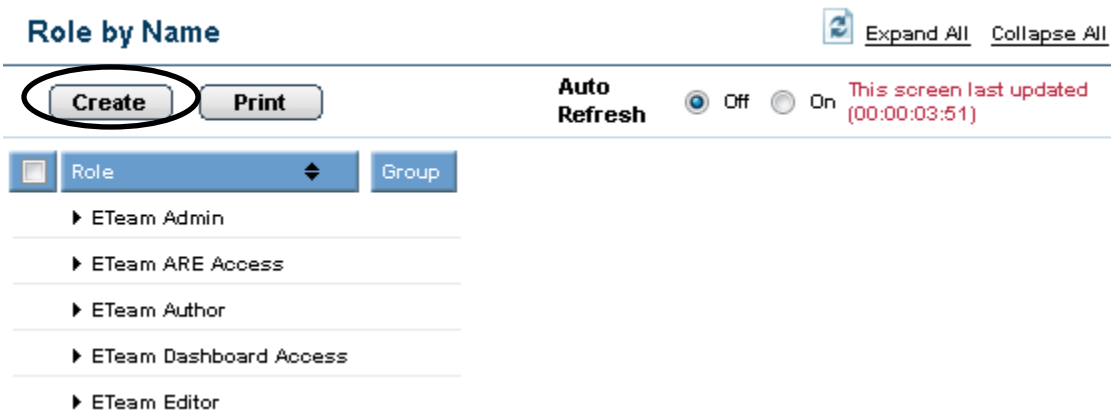 Role by Name
Expand All Collapse All
Create Print
Auto Refresh
Off On
This screen last updated
(00:00:03:51)
Role Group
ETeam Admin
ETeam ARE Access
ETeam Author
ETeam Dashboard Access
ETeam Editor